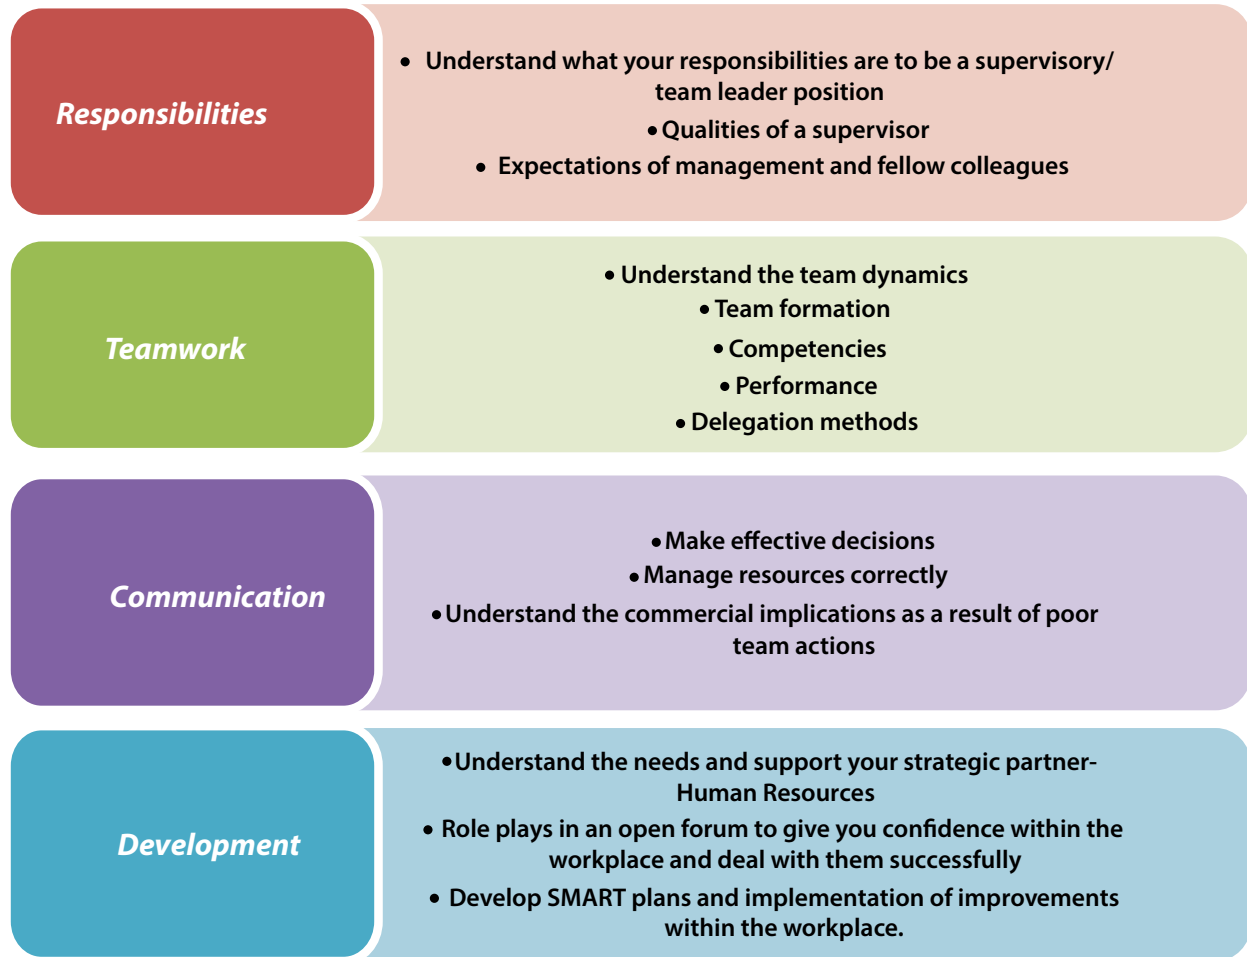 Responsibilities
• Understand what your responsibilities are to be a supervisory/
team leader position
• Qualities of a supervisor
• Expectations of management and fellow colleagues
Teamwork
• Understand the team dynamics
• Team formation
• Competencies
• Performance
• Delegation methods
Communication
• Make effective decisions
• Manage resources correctly
• Understand the commercial implications as a result of poor
team actions
Development
• Understand the needs and support your strategic partner-
Human Resources
• Role plays in an open forum to give you confidence within the
workplace and deal with them successfully
• Develop SMART plans and implementation of improvements
within the workplace.